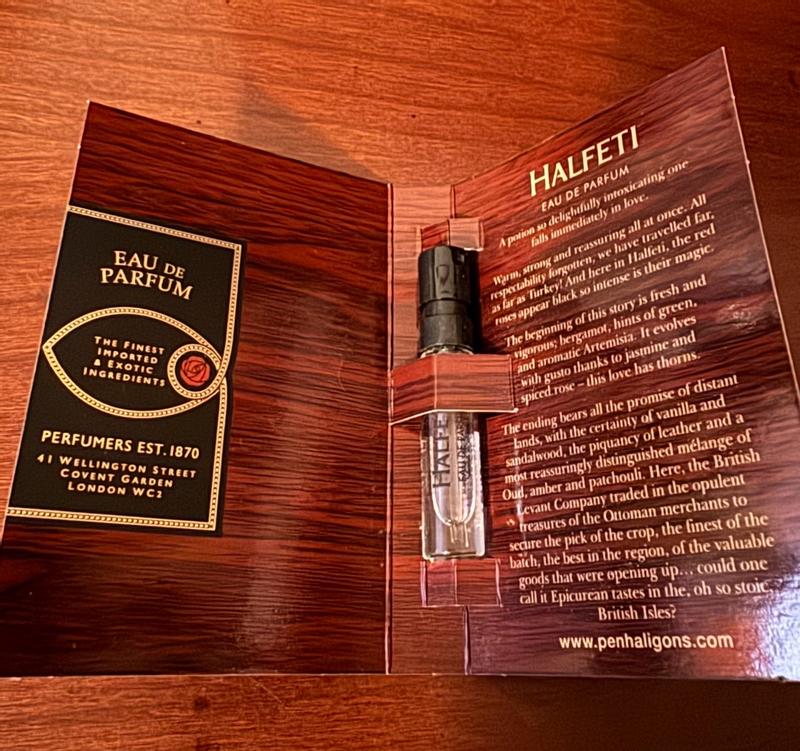 EAU DE
PARFUM
THE FINEST
IMPORTED
& EXOTIC
INGREDIENTS
PERFUMERS EST. 1870
41 WELLINGTON STREET
COVENT GARDEN
LONDON WC2
HALFETI
HALFETI
EAU DE PARFUM
A potion so delightfully intoxicating one
falls immediately in love.
Warm, strong and reassuring all at once. All
respectability forgotten, we have travelled far,
as far as Turkey! And here in Halfeti, the red
roses appear black so intense is their magic.
The beginning of this story is fresh and
vigorous; bergamot, hints of green,
and aromatic Artemisia. It evolves
with gusto thanks to jasmine and
spiced rose – this love has thorns.
The ending bears all the promise of distant
lands, with the certainty of vanilla and
sandalwood, the piquancy of leather and a
most reassuringly distinguished mélange of
Oud, amber and patchouli. Here, the British
Levant Company traded in the opulent
treasures of the Ottoman merchants to
secure the pick of the crop, the finest of the
batch, the best in the region, of the valuable
goods that were opening up... could one
call it Epicurean tastes in the, oh so stoic,
British Isles?
www.penhaligons.com